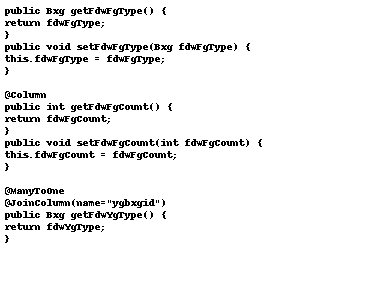 public Bxg getFdwFgType() {
return fdwFgType;
}
public void setFdwFgType(Bxg fdwFgType) {
this.fdwFgType = fdwFgType;
}
@Column
public int getFdwFgCount() {
return fdwFgCount;
}
public void setFdwFgCount(int fdwFgCount) {
this.fdwFgCount = fdwFgCount;
}
@ManyToOne
@JoinColumn(name="ygbxgid")
public Bxg getFdwYgType() {
return fdwYgType;
}